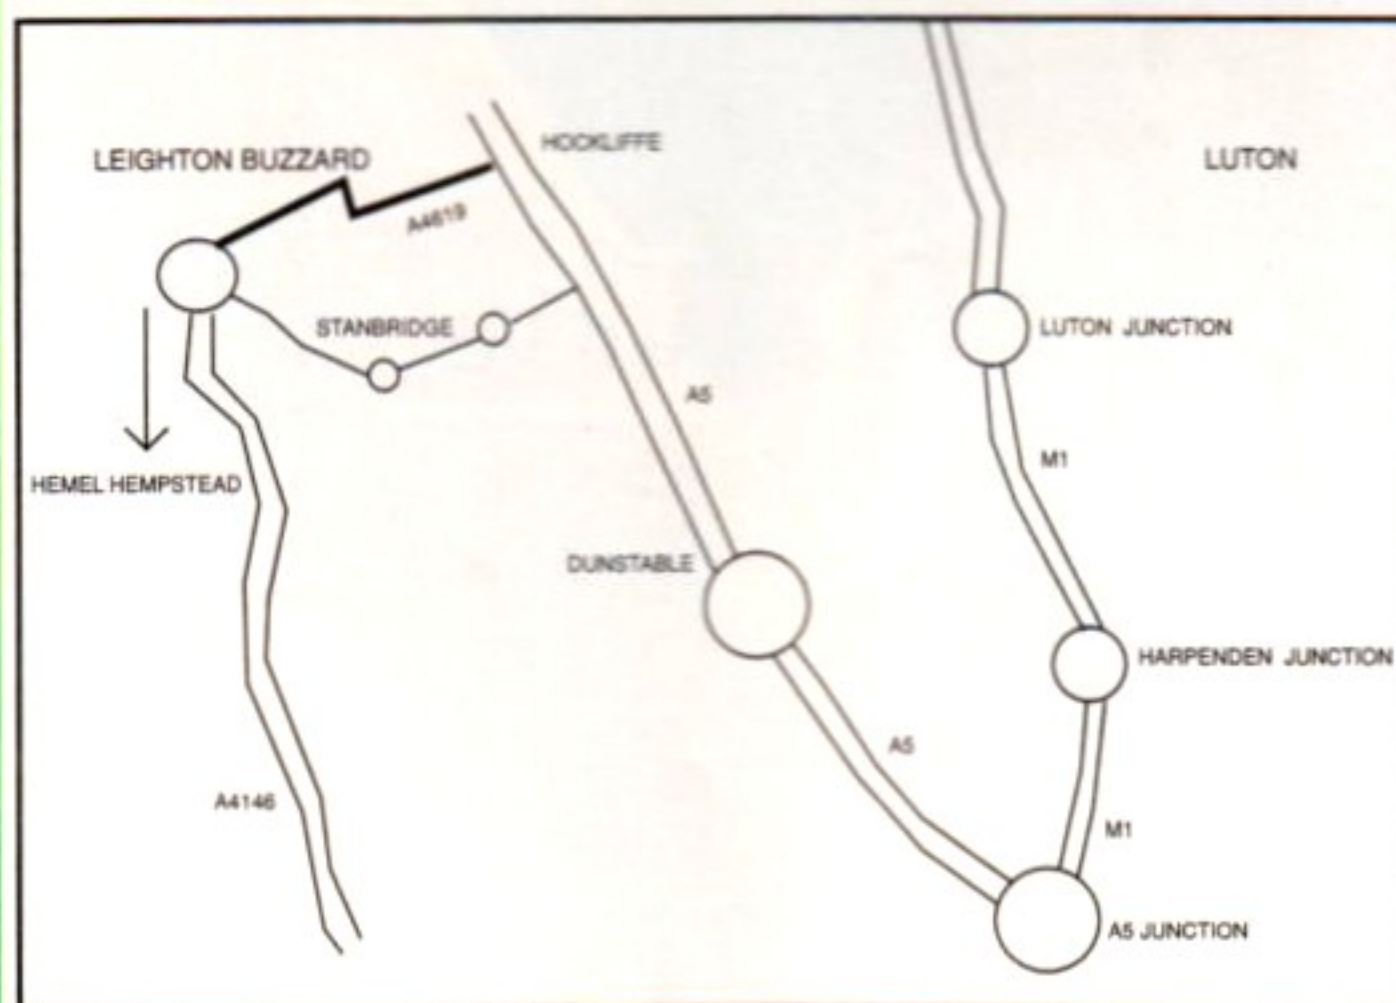 HOCKLIFFE
LEIGHTON BUZZARD
LUTON
A4619
STANBRIDGE
LUTON JUNCTION
A5
M1
HEMEL HEMPSTEAD
DUNSTABLE
HARPENDEN JUNCTION
A5
A4146
M1
A5 JUNCTION